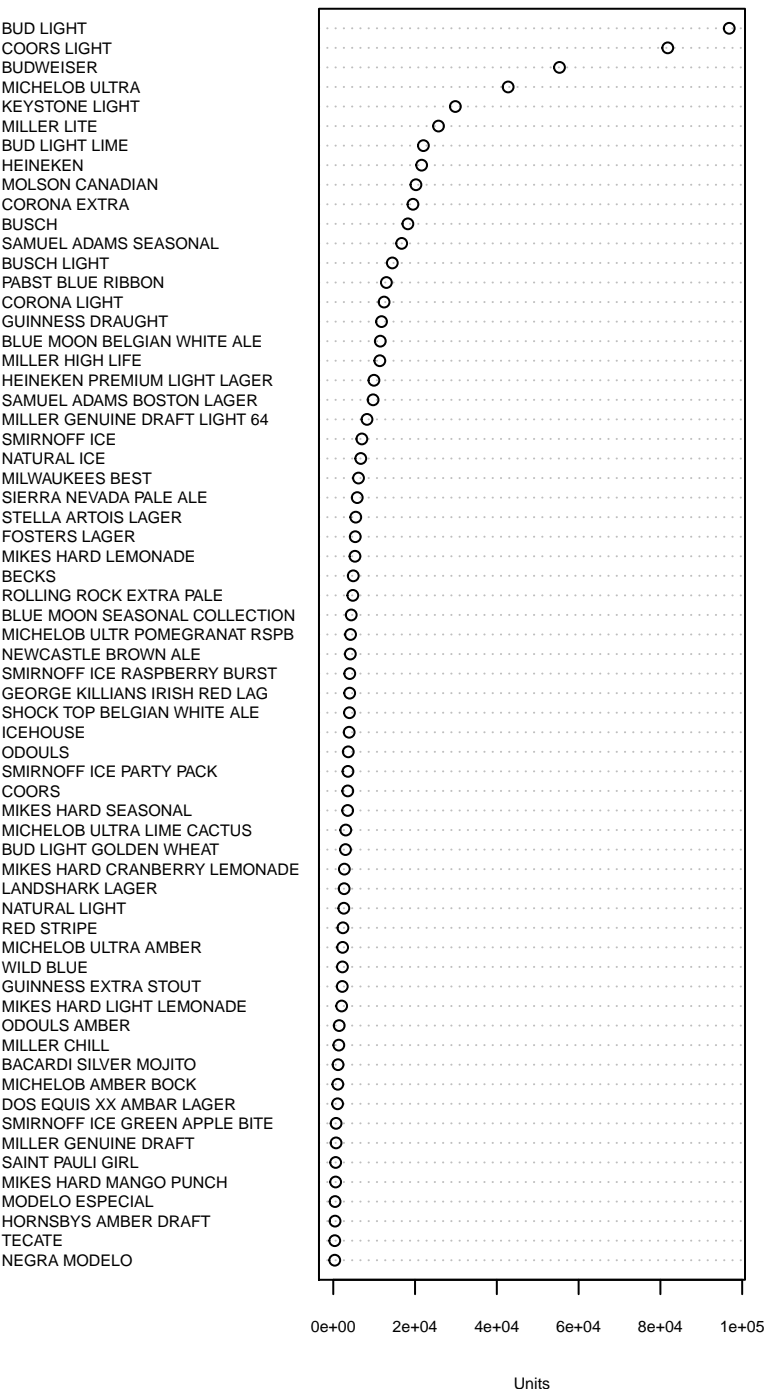 BUD LIGHT
COORS LIGHT
BUDWEISER
MICHELOB ULTRA
KEYSTONE LIGHT
MILLER LITE
BUD LIGHT LIME
HEINEKEN
MOLSON CANADIAN
CORONA EXTRA
BUSCH
SAMUEL ADAMS SEASONAL
BUSCH LIGHT
PABST BLUE RIBBON
CORONA LIGHT
GUINNESS DRAUGHT
BLUE MOON BELGIAN WHITE ALE
MILLER HIGH LIFE
HEINEKEN PREMIUM LIGHT LAGER
SAMUEL ADAMS BOSTON LAGER
MILLER GENUINE DRAFT LIGHT 64
SMIRNOFF ICE
NATURAL ICE
MILWAUKEES BEST
SIERRA NEVADA PALE ALE
STELLA ARTOIS LAGER
FOSTERS LAGER
MIKES HARD LEMONADE
BECKS
ROLLING ROCK EXTRA PALE
BLUE MOON SEASONAL COLLECTION
MICHELOB ULTR POMEGRANAT RSPB
NEWCASTLE BROWN ALE
SMIRNOFF ICE RASPBERRY BURST
GEORGE KILLIANS IRISH RED LAG
SHOCK TOP BELGIAN WHITE ALE
ICEHOUSE
ODOULS
SMIRNOFF ICE PARTY PACK
COORS
MIKES HARD SEASONAL
MICHELOB ULTRA LIME CACTUS
BUD LIGHT GOLDEN WHEAT
MIKES HARD CRANBERRY LEMONADE
LANDSHARK LAGER
NATURAL LIGHT
RED STRIPE
MICHELOB ULTRA AMBER
WILD BLUE
GUINNESS EXTRA STOUT
MIKES HARD LIGHT LEMONADE
ODOULS AMBER
MILLER CHILL
BACARDI SILVER MOJITO
MICHELOB AMBER BOCK
DOS EQUIS XX AMBAR LAGER
SMIRNOFF ICE GREEN APPLE BITE
MILLER GENUINE DRAFT
SAINT PAULI GIRL
MIKES HARD MANGO PUNCH
MODELO ESPECIAL
HORNSBYS AMBER DRAFT
TECATE
NEGRA MODELO
0e+00 2e+04 4e+04 6e+04 8e+04 1e+05
Units